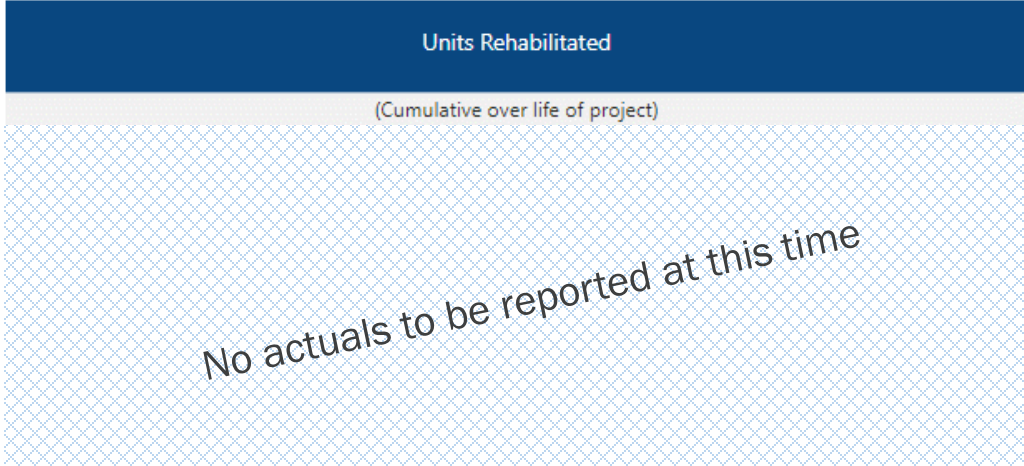 Units Rehabilitated
(Cumulative over life of project)
No actuals to be reported at this time